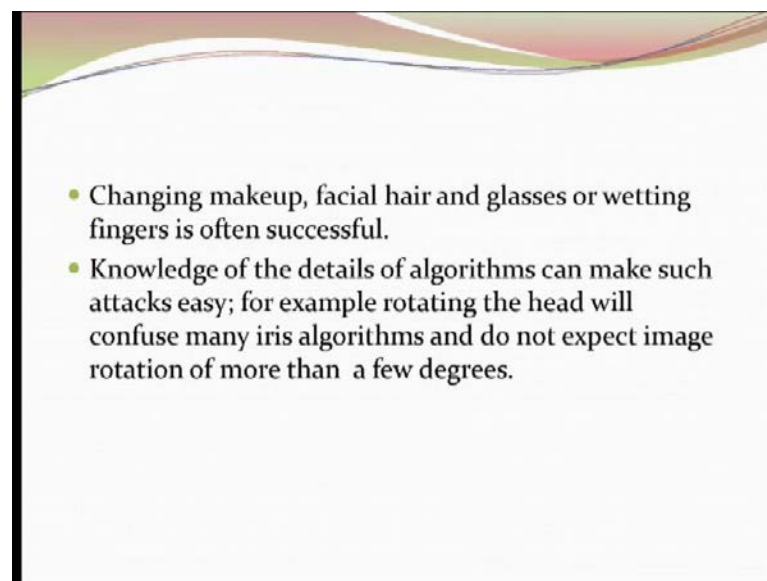 Changing makeup, facial hair and glasses or wetting
fingers is often successful.
Knowledge of the details of algorithms can make such
attacks easy; for example rotating the head will
confuse many iris algorithms and do not expect image
rotation of more than  a few degrees.